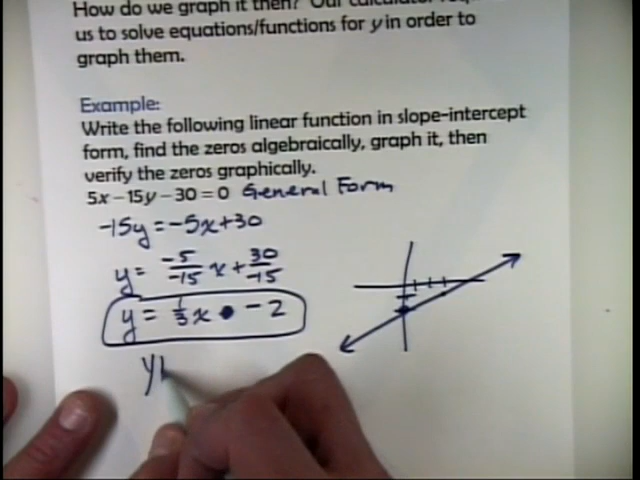 How do we graph it then? Our calculator
us to solve equations/functions for y in order to
graph them.
Example:
Write the following linear function in slope-intercept
form, find the zeros algebraically, graph it, then
verify the zeros graphically.
5x – 15y – 30 = 0 General Form
-15y = -5x+30
y = -5/-15 x + 30/-15
y = 1/3 x • - 2